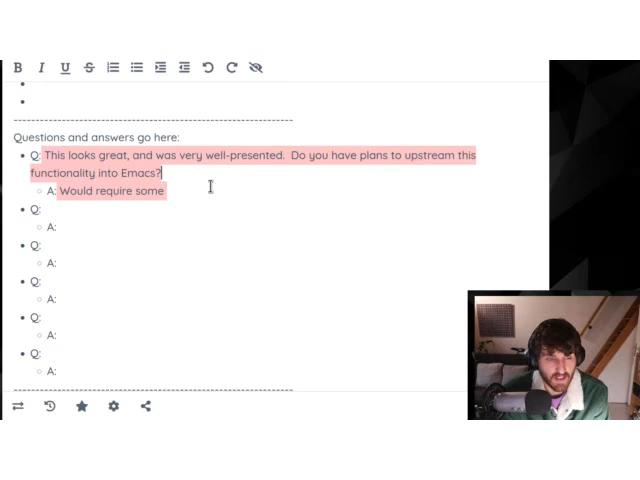 B I U S
--------------------------------------------------------------
Questions and answers go here:
Q: This looks great, and was very well-presented.  Do you have plans to upstream this
functionality into Emacs?
A: Would require some
Q:
A:
Q:
A:
Q:
A:
Q:
A:
Q:
A:
--------------------------------------------------------------